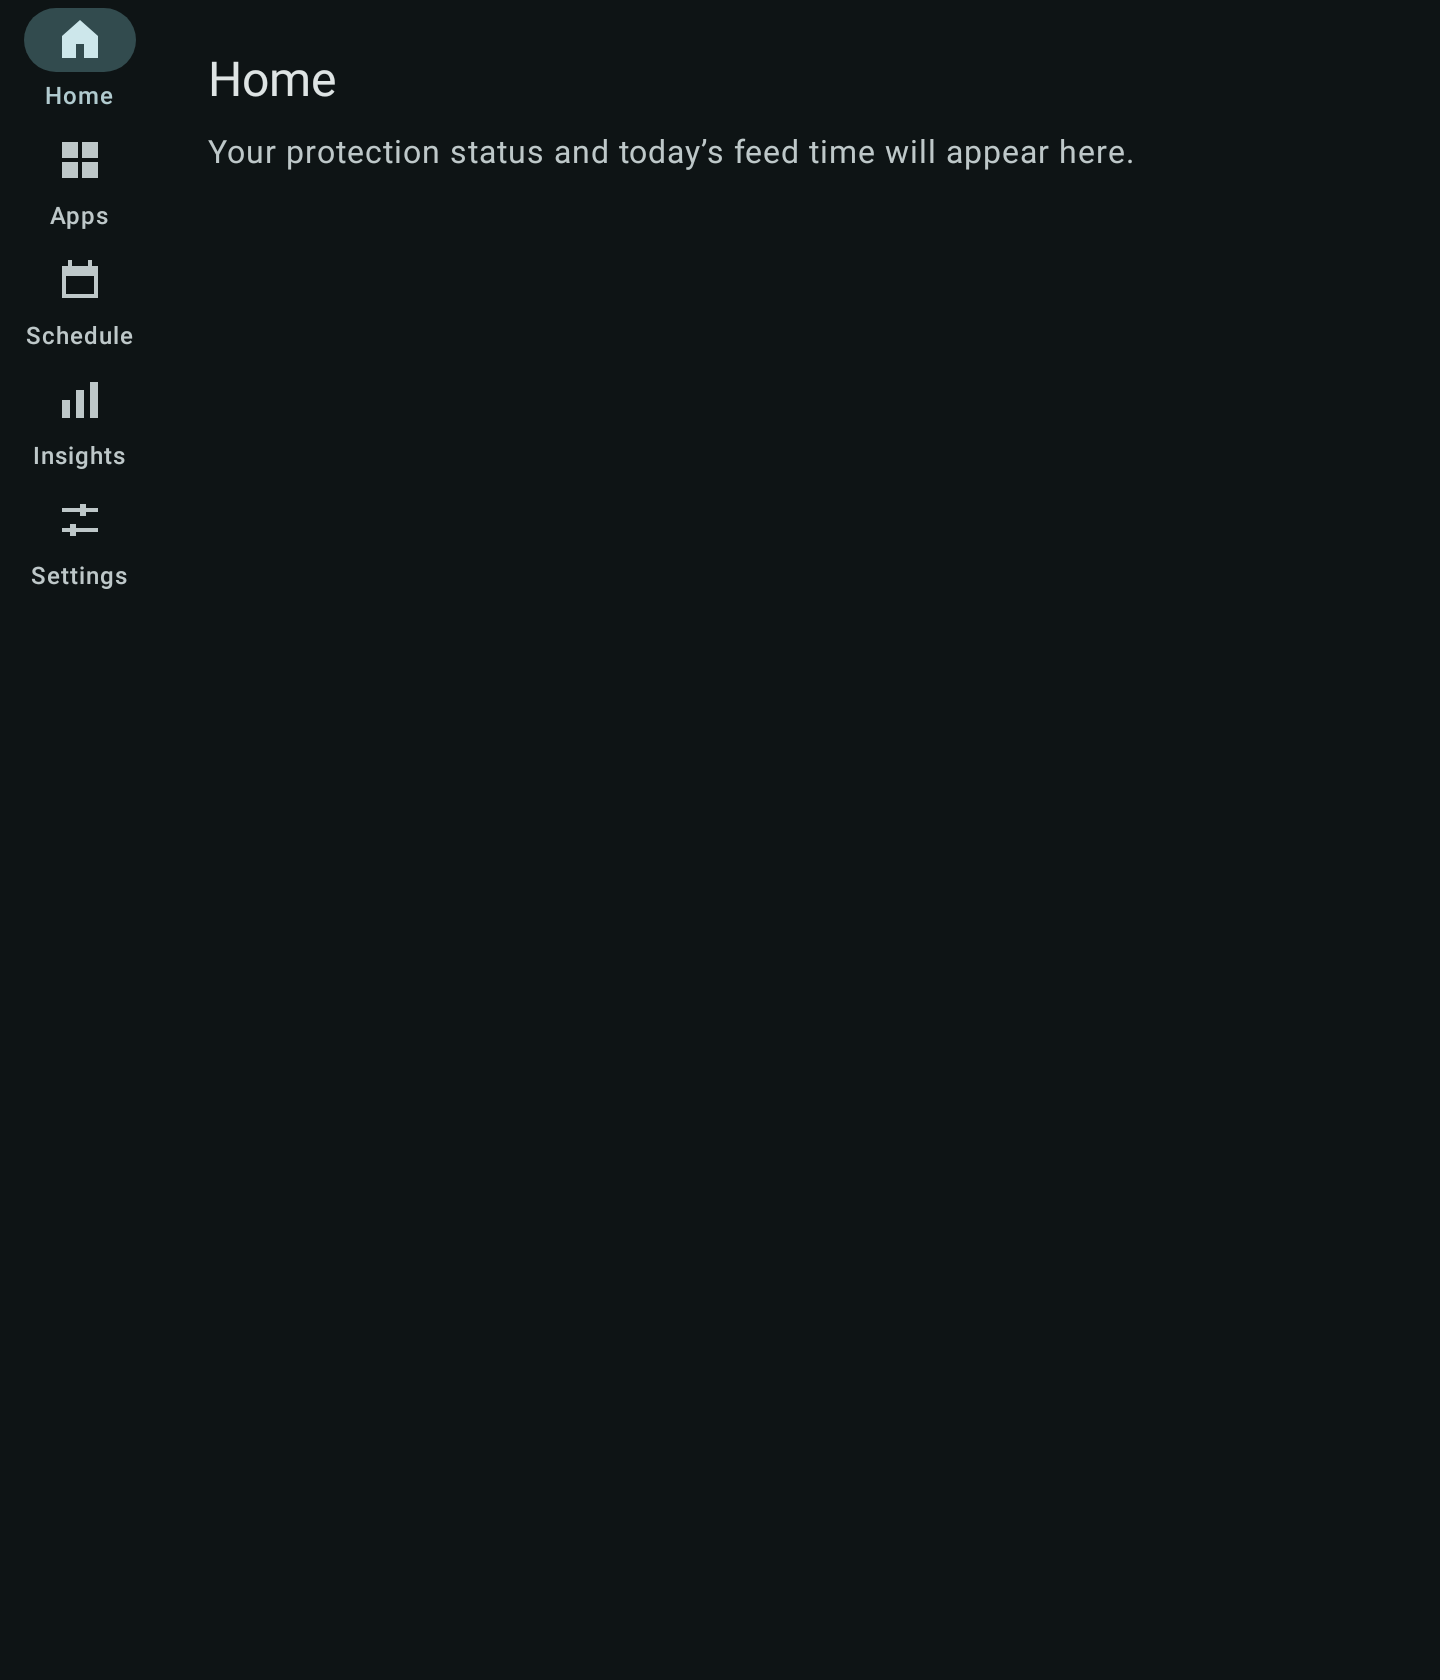 Home
Home
Your protection status and today’s feed time will appear here.
Apps
Schedule
Insights
Settings